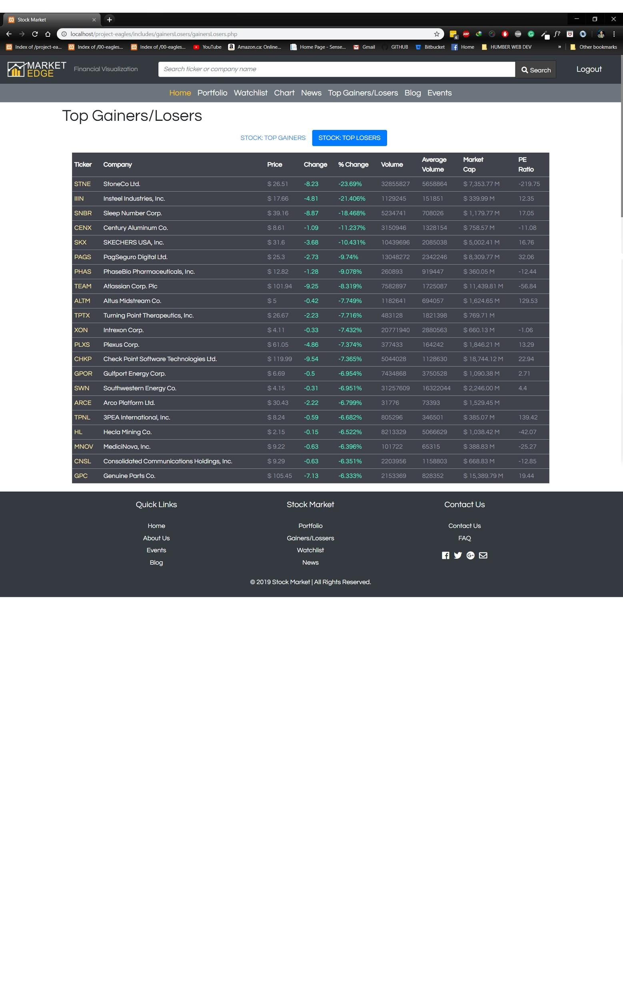 Stock Market
localhost/project-eagles/includes/gainersLosers/gainersLosers.php
Index of /project-ea... Index of /00-eagles... Index of /00-eagles... YouTube Amazon.ca: Online... Home Page - Sense... Gmail GITHUB Bitbucket Home HUMBER WEB DEV » Other bookmarks
MARKET EDGE Financial Visualization Search ticker or company name Search Logout
Home Portfolio Watchlist Chart News Top Gainers/Losers Blog Events
Top Gainers/Losers
STOCK: TOP GAINERS STOCK: TOP LOSERS
Ticker Company Price Change % Change Volume Average Volume Market Cap PE Ratio
STNE StoneCo Ltd. $ 26.51 -8.23 -23.69% 32855827 5658864 $ 7,353.77 M -219.75
IIIN Insteel Industries, Inc. $ 17.66 -4.81 -21.406% 1129245 151851 $ 339.99 M 12.35
SNBR Sleep Number Corp. $ 39.16 -8.87 -18.468% 5234741 708026 $ 1,179.77 M 17.05
CENX Century Aluminum Co. $ 8.61 -1.09 -11.237% 3150946 1328154 $ 758.57 M -11.08
SKX SKECHERS USA, Inc. $ 31.6 -3.68 -10.431% 10439696 2085038 $ 5,002.41 M 16.76
PAGS PagSeguro Digital Ltd. $ 25.3 -2.73 -9.74% 13048272 2342246 $ 8,309.77 M 32.06
PHAS PhaseBio Pharmaceuticals, Inc. $ 12.82 -1.28 -9.078% 260893 919447 $ 360.05 M -12.44
TEAM Atlassian Corp. Plc $ 101.94 -9.25 -8.319% 7582897 1725087 $ 11,439.81 M -56.84
ALTM Altus Midstream Co. $ 5 -0.42 -7.749% 1182641 694057 $ 1,624.65 M 129.53
TPTX Turning Point Therapeutics, Inc. $ 26.67 -2.23 -7.716% 483128 1821398 $ 769.71 M
XON Intrexon Corp. $ 4.11 -0.33 -7.432% 20771940 2880563 $ 660.13 M -1.06
PLXS Plexus Corp. $ 61.05 -4.86 -7.374% 377433 164242 $ 1,846.21 M 13.29
CHKP Check Point Software Technologies Ltd. $ 119.99 -9.54 -7.365% 5044028 1128630 $ 18,744.12 M 22.94
GPOR Gulfport Energy Corp. $ 6.69 -0.5 -6.954% 7434868 3750528 $ 1,090.38 M 2.71
SWN Southwestern Energy Co. $ 4.15 -0.31 -6.951% 31257609 16322044 $ 2,246.00 M 4.4
ARCE Arco Platform Ltd. $ 30.43 -2.22 -6.799% 31776 73393 $ 1,529.45 M
TPNL 3PEA International, Inc. $ 8.24 -0.59 -6.682% 805296 346501 $ 385.07 M 139.42
HL Hecla Mining Co. $ 2.15 -0.15 -6.522% 8213329 5066629 $ 1,038.42 M -42.07
MNOV MediciNova, Inc. $ 9.22 -0.63 -6.396% 101722 65315 $ 388.83 M -25.27
CNSL Consolidated Communications Holdings, Inc. $ 9.29 -0.63 -6.351% 2203956 1158803 $ 668.83 M -12.85
GPC Genuine Parts Co. $ 105.45 -7.13 -6.333% 2153369 828352 $ 15,389.79 M 19.44
Quick Links Stock Market Contact Us
Home Portfolio Contact Us
About Us Gainers/Lossers FAQ
Events Watchlist
Blog News
© 2019 Stock Market | All Rights Reserved.